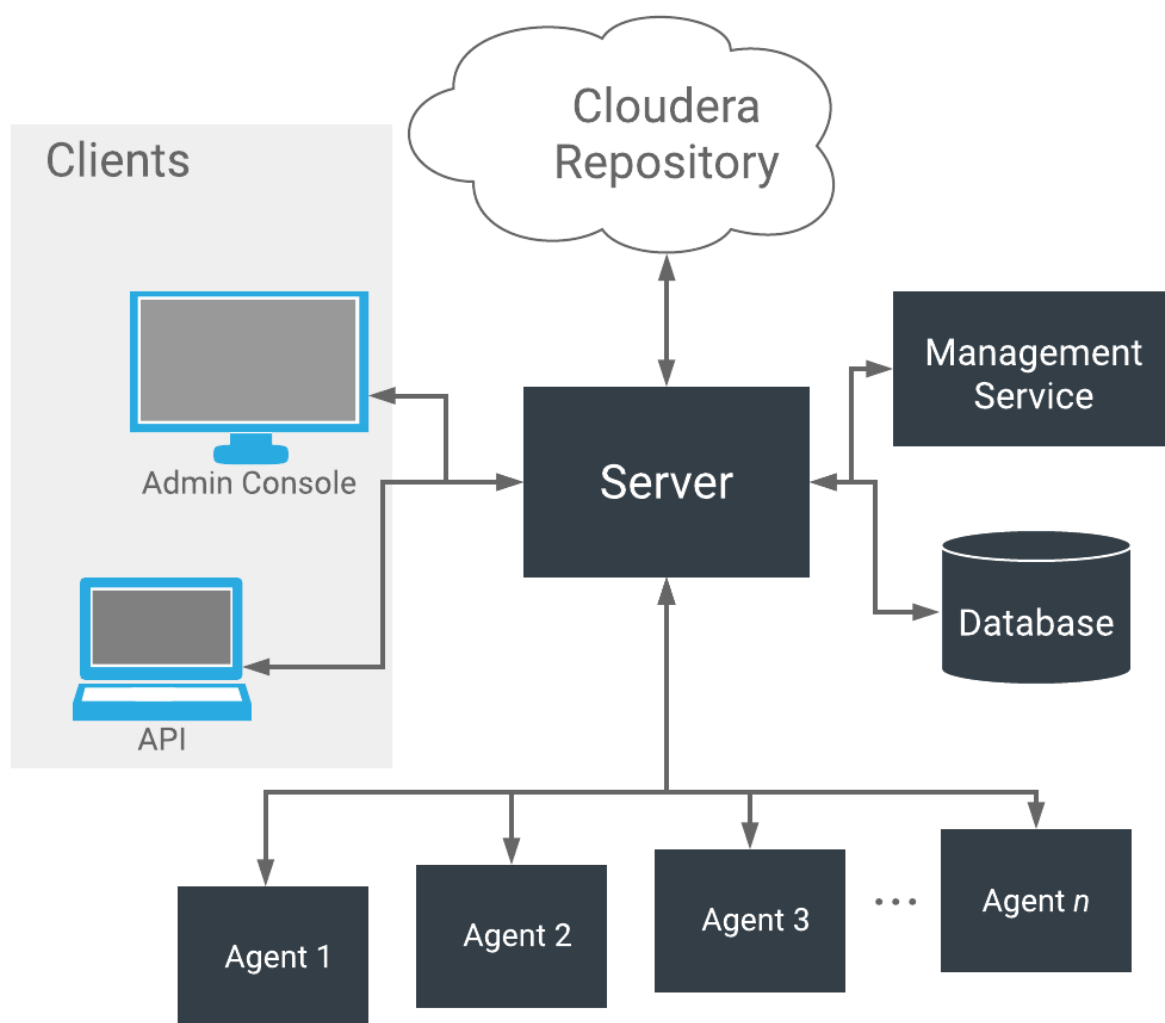 Cloudera
Repository
Clients
Admin Console
API
Server
Management
Service
Database
Agent 1
Agent 2
Agent 3
...
Agent n